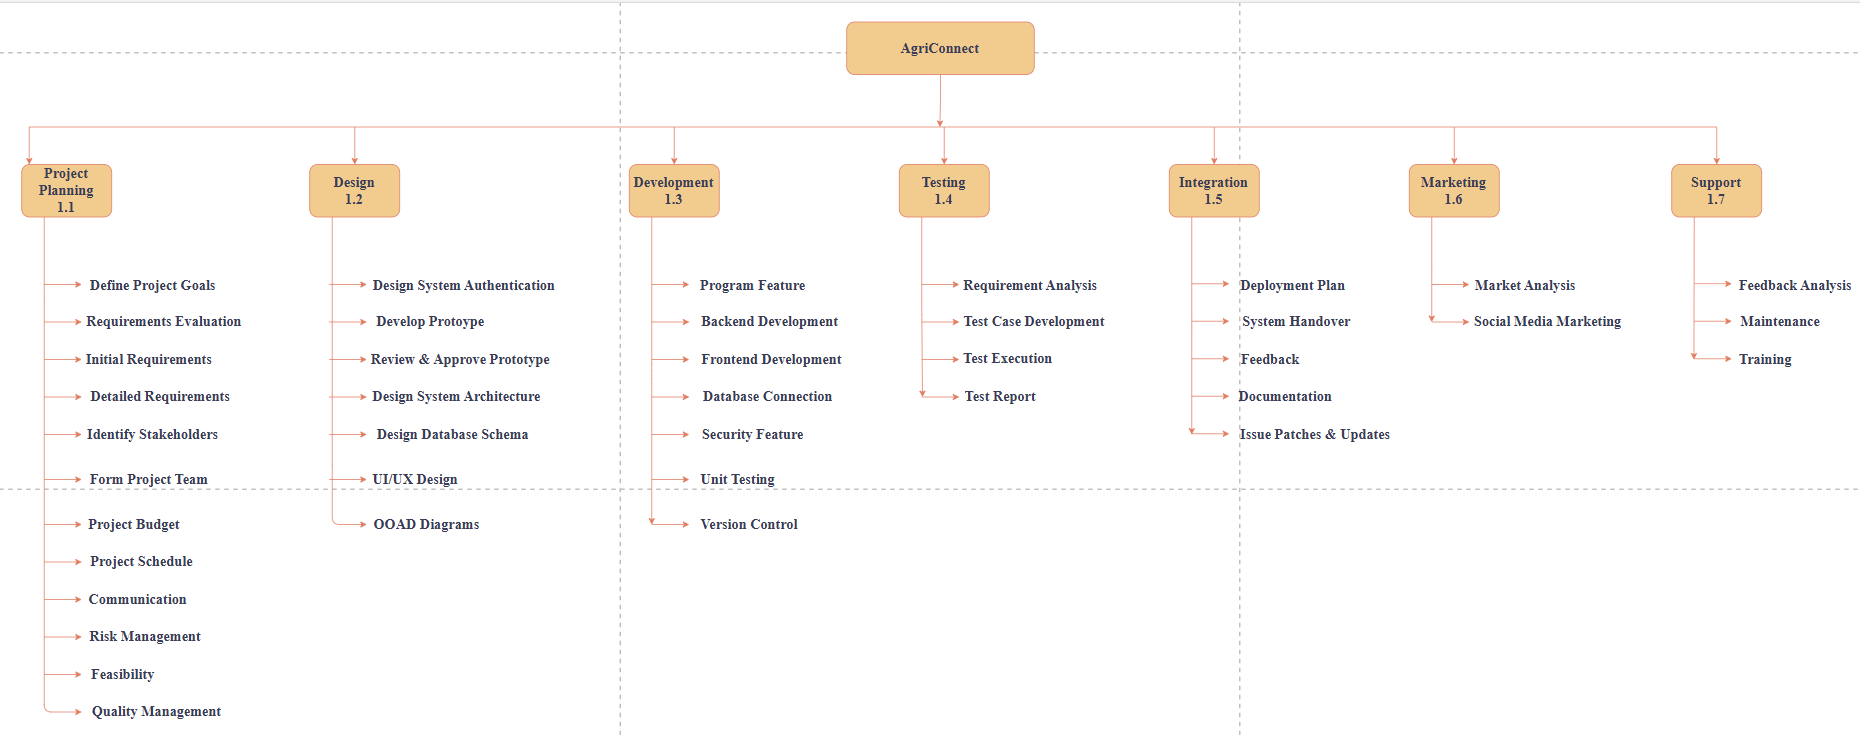 AgriConnect
Project
Planning
1.1
Design
1.2
Development
1.3
Testing
1.4
Integration
1.5
Marketing
1.6
Support
1.7
Define Project Goals
Requirements Evaluation
Initial Requirements
Detailed Requirements
Identify Stakeholders
Form Project Team
Project Budget
Project Schedule
Communication
Risk Management
Feasibility
Quality Management
Design System Authentication
Develop Protoype
Review & Approve Prototype
Design System Architecture
Design Database Schema
UI/UX Design
OOAD Diagrams
Program Feature
Backend Development
Frontend Development
Database Connection
Security Feature
Unit Testing
Version Control
Requirement Analysis
Test Case Development
Test Execution
Test Report
Deployment Plan
System Handover
Feedback
Documentation
Issue Patches & Updates
Market Analysis
Social Media Marketing
Feedback Analysis
Maintenance
Training